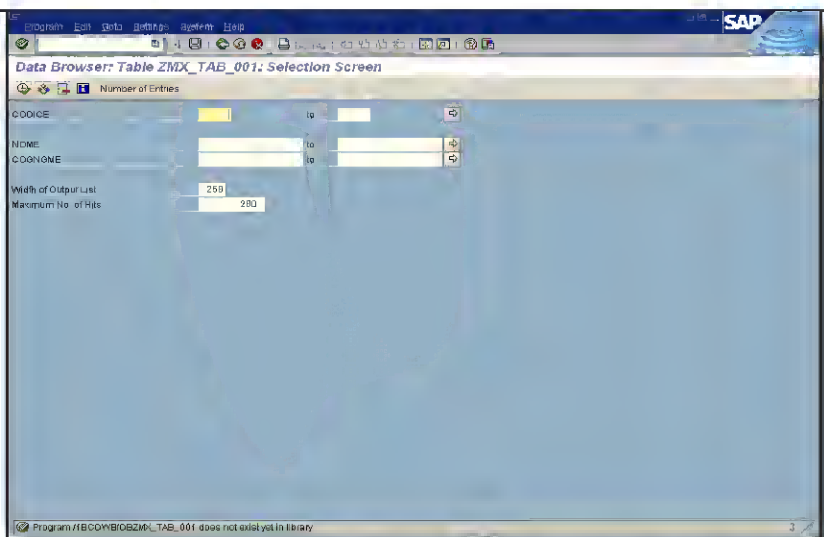 Program Edit Goto Settings System Help
SAP
Data Browser: Table ZMX_TAB_001: Selection Screen
Number of Entries
CODICE to
NOME to
COGNOME to
Width of Output List 250
Maximum No. of Hits 200
Program /1BCDWB/DBZMX_TAB_001 does not exist yet in library